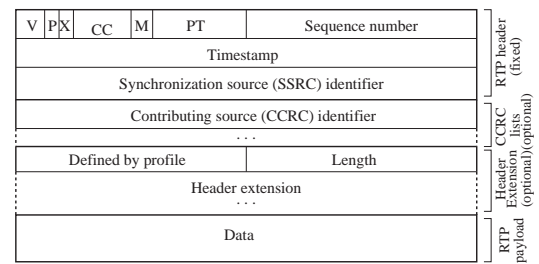 V P X CC M PT Sequence number
Timestamp
Synchronization source (SSRC) identifier
Contributing source (CCRC) identifier
. . .
Defined by profile Length
Header extension
. . .
Data
RTP header
(fixed)
CCRC
lists
(optional)
Header
Extension
(optional)
RTP
payload